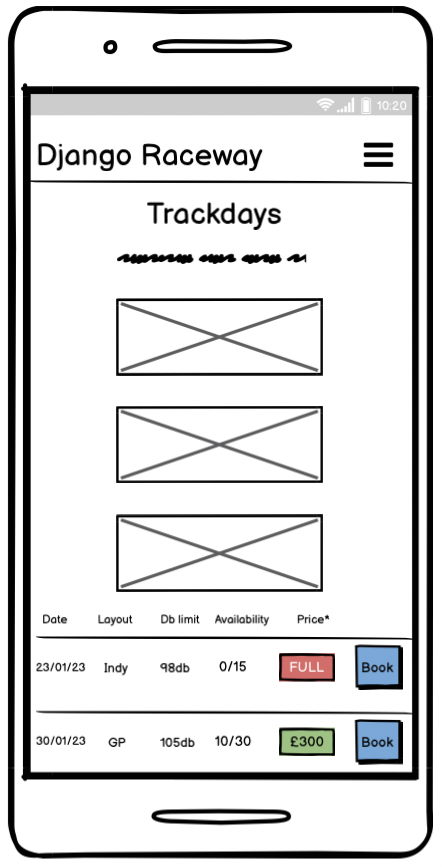 10:20
Django Raceway
Trackdays
Date Layout Db limit Availability Price*
23/01/23 Indy 98db 0/15 FULL Book
30/01/23 GP 105db 10/30 £300 Book